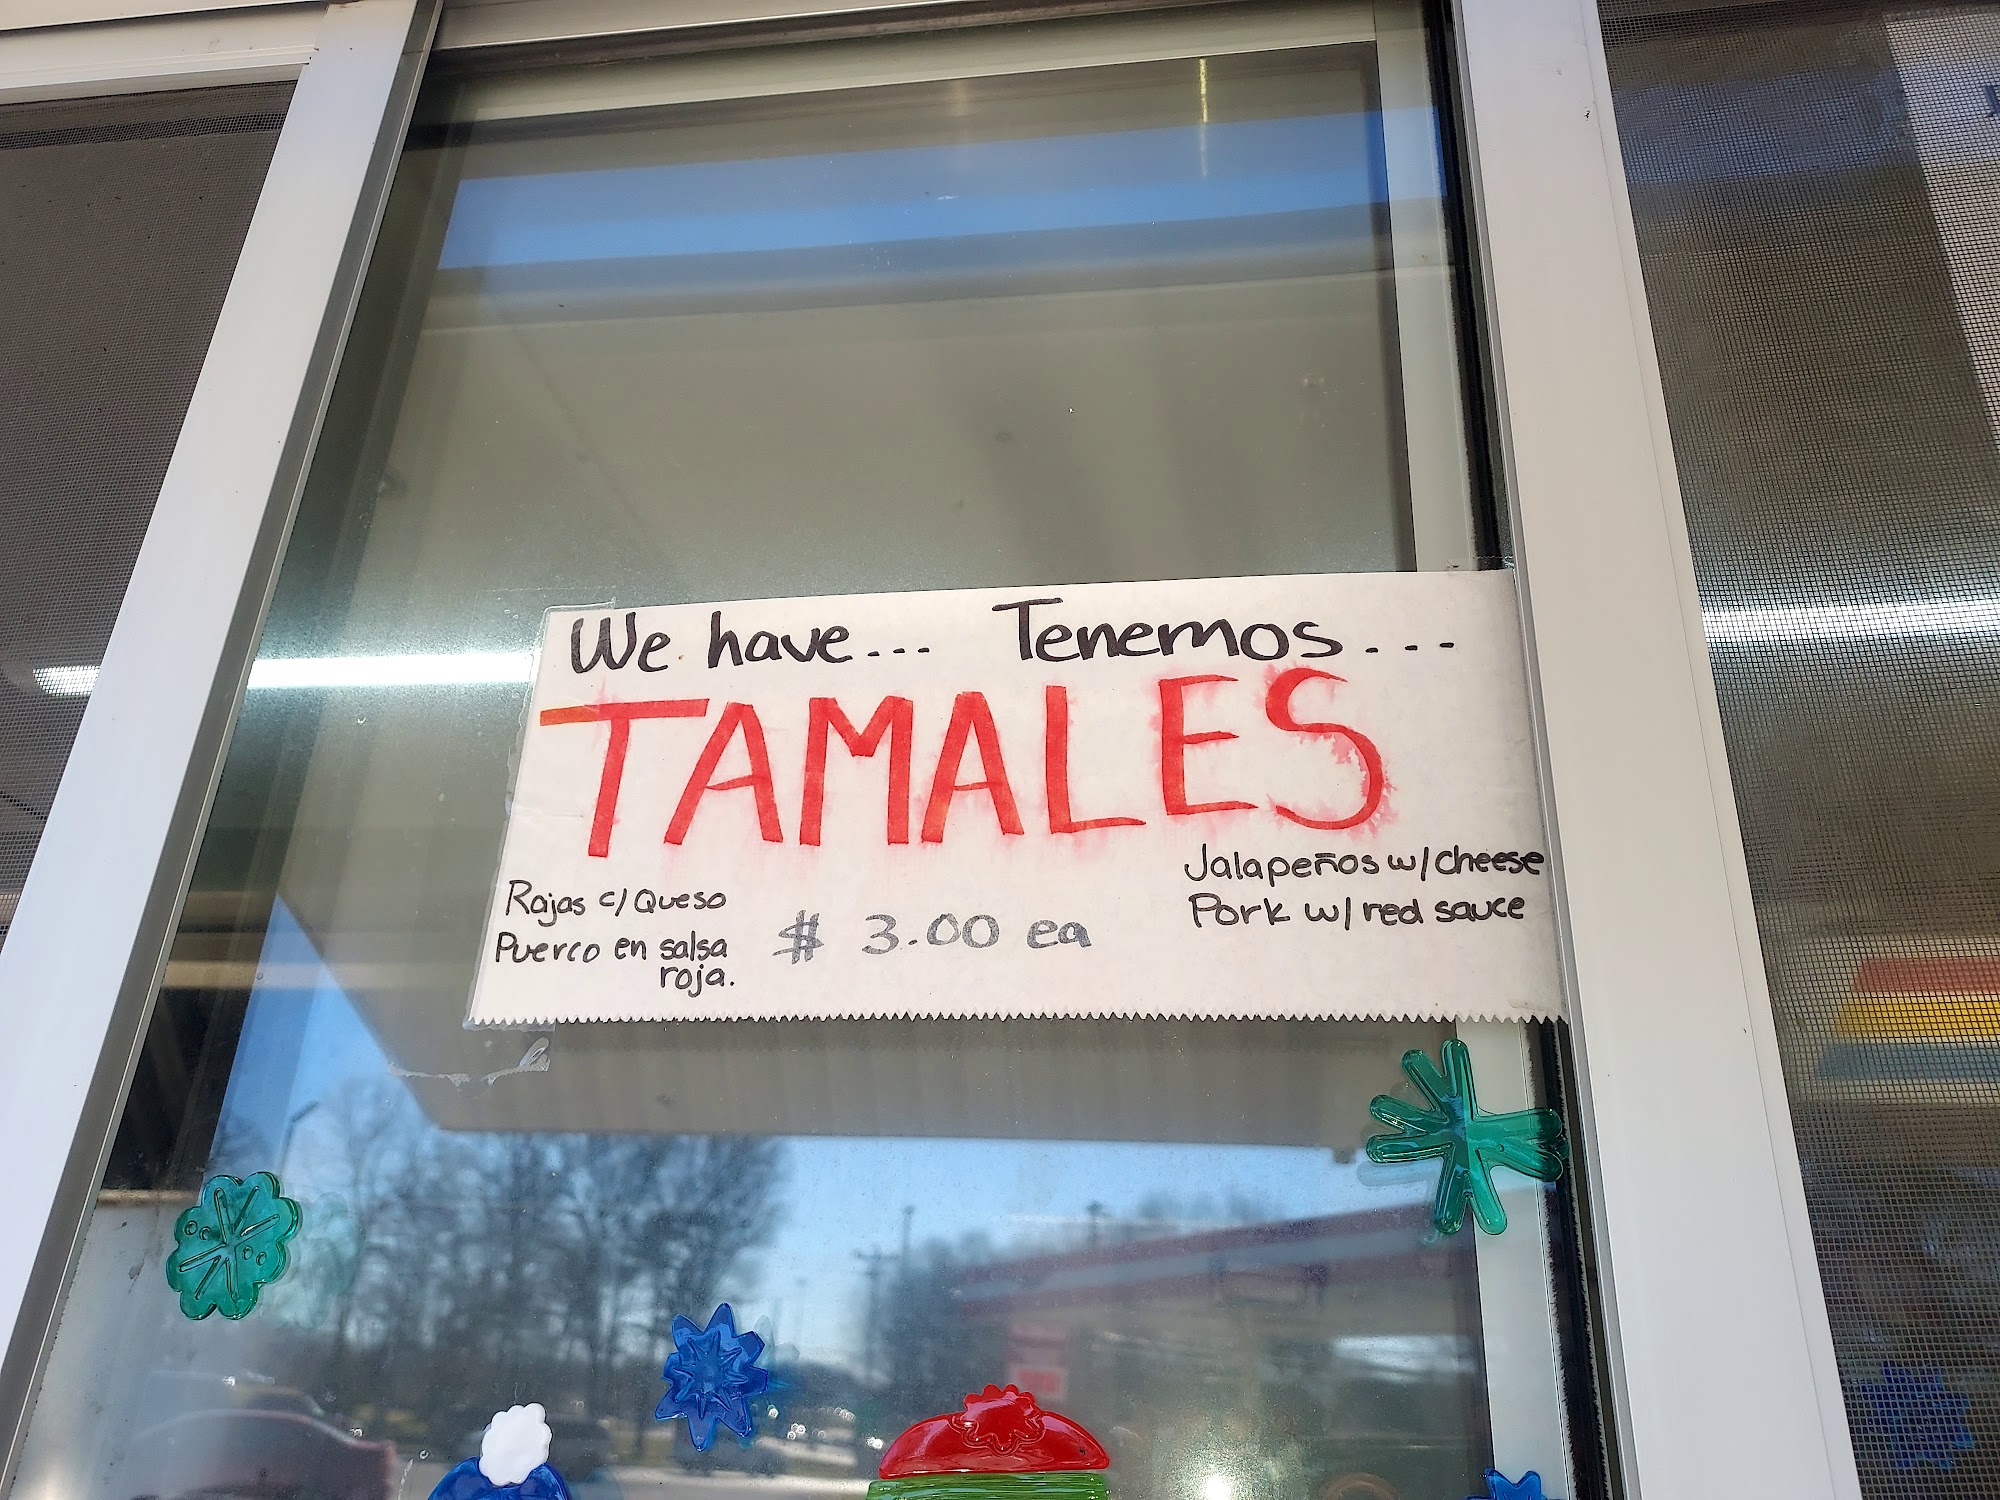 We have... Tenemos...
TAMALES
Rajas c/ Queso
Puerco en salsa
roja.
$ 3.00 ea
Jalapeños w/ cheese
Pork w/ red sauce